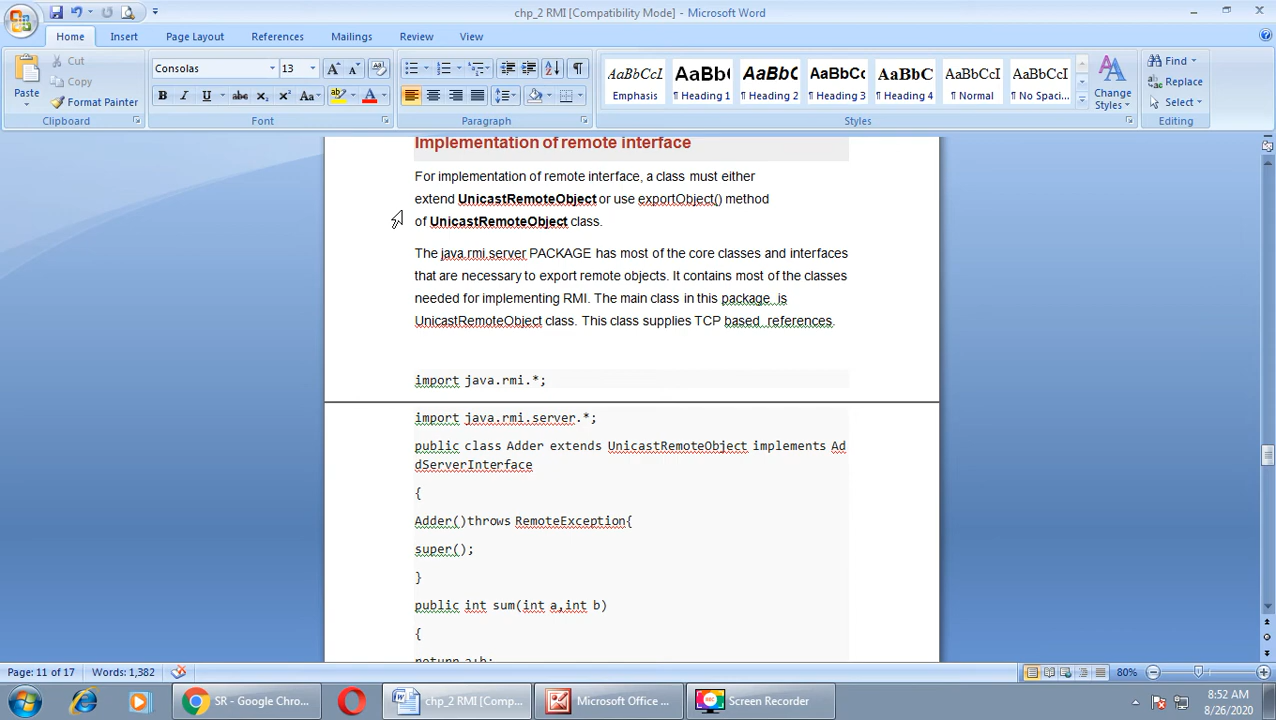 chp_2 RMI [Compatibility Mode] - Microsoft Word
Home Insert Page Layout References Mailings Review View
Paste
Cut
Copy
Format Painter
Clipboard
Consolas 13
Font
Paragraph
AaBbCcI AaBb( AaBbC AaBbCc AaBbC AaBbCcI AaBbCcI
Emphasis ¶ Heading 1 ¶ Heading 2 ¶ Heading 3 ¶ Heading 4 ¶ Normal ¶ No Spaci...
Styles
Change Styles
Find
Replace
Select
Editing
Implementation of remote interface
For implementation of remote interface, a class must either
extend UnicastRemoteObject or use exportObject() method
of UnicastRemoteObject class.
The java.rmi.server PACKAGE has most of the core classes and interfaces
that are necessary to export remote objects. It contains most of the classes
needed for implementing RMI. The main class in this package is
UnicastRemoteObject class. This class supplies TCP based references.
import java.rmi.*;
import java.rmi.server.*;
public class Adder extends UnicastRemoteObject implements Ad
dServerInterface
{
Adder()throws RemoteException{
super();
}
public int sum(int a,int b)
{
return a+b;
Page: 11 of 17 Words: 1,382 80%
SR - Google Chro... chp_2 RMI [Comp... Microsoft Office ... Screen Recorder
8:52 AM
8/26/2020